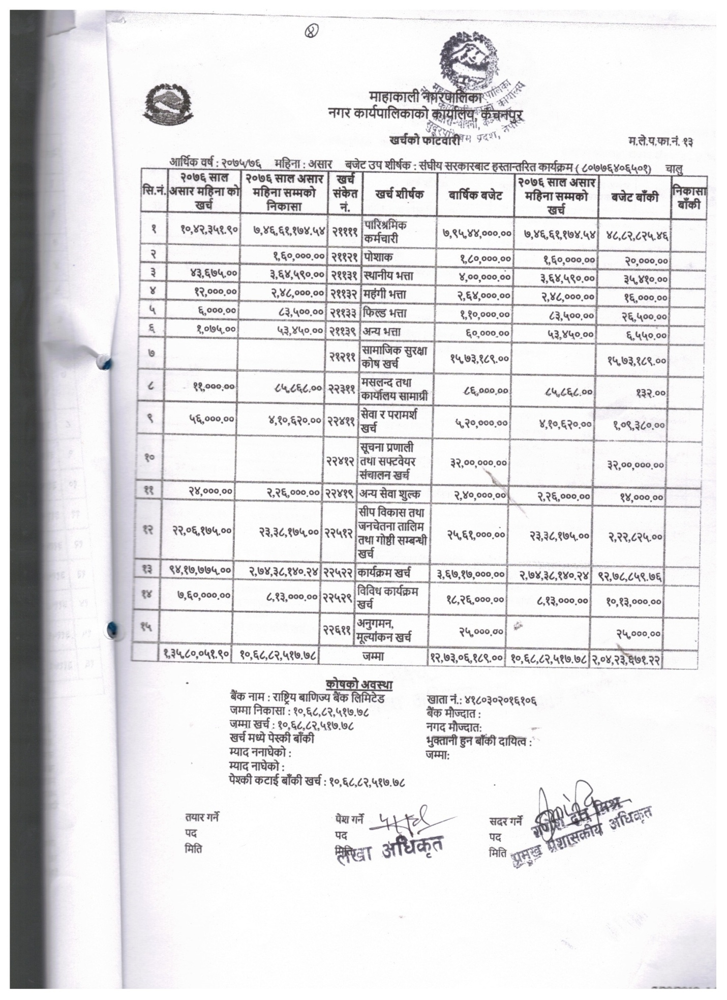 ४
माहाकाली नगरपालिका
नगर कार्यपालिकाको कार्यालय, कंचनपुर
खर्चको फाँटवारी
म.ले.प.फा.नं. १३
आर्थिक वर्ष : २०७५/७६ महिना : असार बजेट उप शीर्षक : संघीय सरकारबाट हस्तान्तरित कार्यक्रम ( ८०७७६४०६५०१) चालु
सि.नं. २०७६ साल असार महिना को खर्च २०७६ साल असार महिना सम्मको निकासा खर्च संकेत नं. खर्च शीर्षक बार्षिक बजेट २०७६ साल असार महिना सम्मको खर्च बजेट बाँकी निकासा बाँकी
१ १०,४२,३५१.९० ७,४६,६१,१७४.५४ २११११ पारिश्रमिक कर्मचारी ७,९५,४४,०००.०० ७,४६,६१,१७४.५४ ४८,८२,८२५.४६
२ १,६०,०००.०० २११२१ पोशाक १,८०,०००.०० १,६०,०००.०० २०,०००.००
३ ४३,६७५.०० ३,६४,५९०.०० २११३१ स्थानीय भत्ता ४,००,०००.०० ३,६४,५९०.०० ३५,४१०.००
४ १२,०००.०० २,४८,०००.०० २११३२ महंगी भत्ता २,६४,०००.०० २,४८,०००.०० १६,०००.००
५ ६,०००.०० ८३,५००.०० २११३३ फिल्ड भत्ता १,१०,०००.०० ८३,५००.०० २६,५००.००
६ १,०७५.०० ५३,४५०.०० २११३९ अन्य भत्ता ६०,०००.०० ५३,४५०.०० ६,५५०.००
७ २१२११ सामाजिक सुरक्षा कोष खर्च १५,७३,१८९.०० १५,७३,१८९.००
८ ११,०००.०० ८५,८६८.०० २२३११ मसलन्द तथा कार्यालय सामाग्री ८६,०००.०० ८५,८६८.०० १३२.००
९ ५६,०००.०० ४,१०,६२०.०० २२४११ सेवा र परामर्श खर्च ५,२०,०००.०० ४,१०,६२०.०० १,०९,३८०.००
१० २२४१२ सूचना प्रणाली तथा सफ्टवेयर संचालन खर्च ३२,००,०००.०० ३२,००,०००.००
११ २४,०००.०० २,२६,०००.०० २२४१९ अन्य सेवा शुल्क २,४०,०००.०० २,२६,०००.०० १४,०००.००
१२ २२,०६,१७५.०० २३,३८,१७५.०० २२५१२ सीप विकास तथा जनचेतना तालिम तथा गोष्ठी सम्बन्धी खर्च २५,६१,०००.०० २३,३८,१७५.०० २,२२,८२५.००
१३ ९४,१७,७७५.०० २,७४,३८,१४०.२४ २२५२२ कार्यक्रम खर्च ३,६७,१७,०००.०० २,७४,३८,१४०.२४ ९२,७८,८५९.७६
१४ ७,६०,०००.०० ८,१३,०००.०० २२५२९ विविध कार्यक्रम खर्च १८,२६,०००.०० ८,१३,०००.०० १०,१३,०००.००
१५ २२६११ अनुगमन, मूल्यांकन खर्च २५,०००.०० २५,०००.००
१,३५,८०,०५१.९० १०,६८,८२,५१७.७८ जम्मा १२,७३,०६,१८९.०० १०,६८,८२,५१७.७८ २,०४,२३,६७१.२२
कोषको अवस्था
बैंक नाम : राष्ट्रिय बाणिज्य बैंक लिमिटेड खाता नं.: ४१८०३०२०१६१०६
जम्मा निकासा : १०,६८,८२,५१७.७८ बैंक मौज्दात :
जम्मा खर्च : १०,६८,८२,५१७.७८ नगद मौज्दात:
खर्च मध्ये पेस्की बाँकी भुक्तानी हुन बाँकी दायित्व :
म्याद ननाघेको : जम्मा:
म्याद नाघेको :
पेश्की कटाई बाँकी खर्च : १०,६८,८२,५१७.७८
तयार गर्ने पेश गर्ने सदर गर्ने गणेश दत्त मिश्र
पद पद पद प्रमुख प्रशासकीय अधिकृत
मिति मिति लेखा अधिकृत मिति